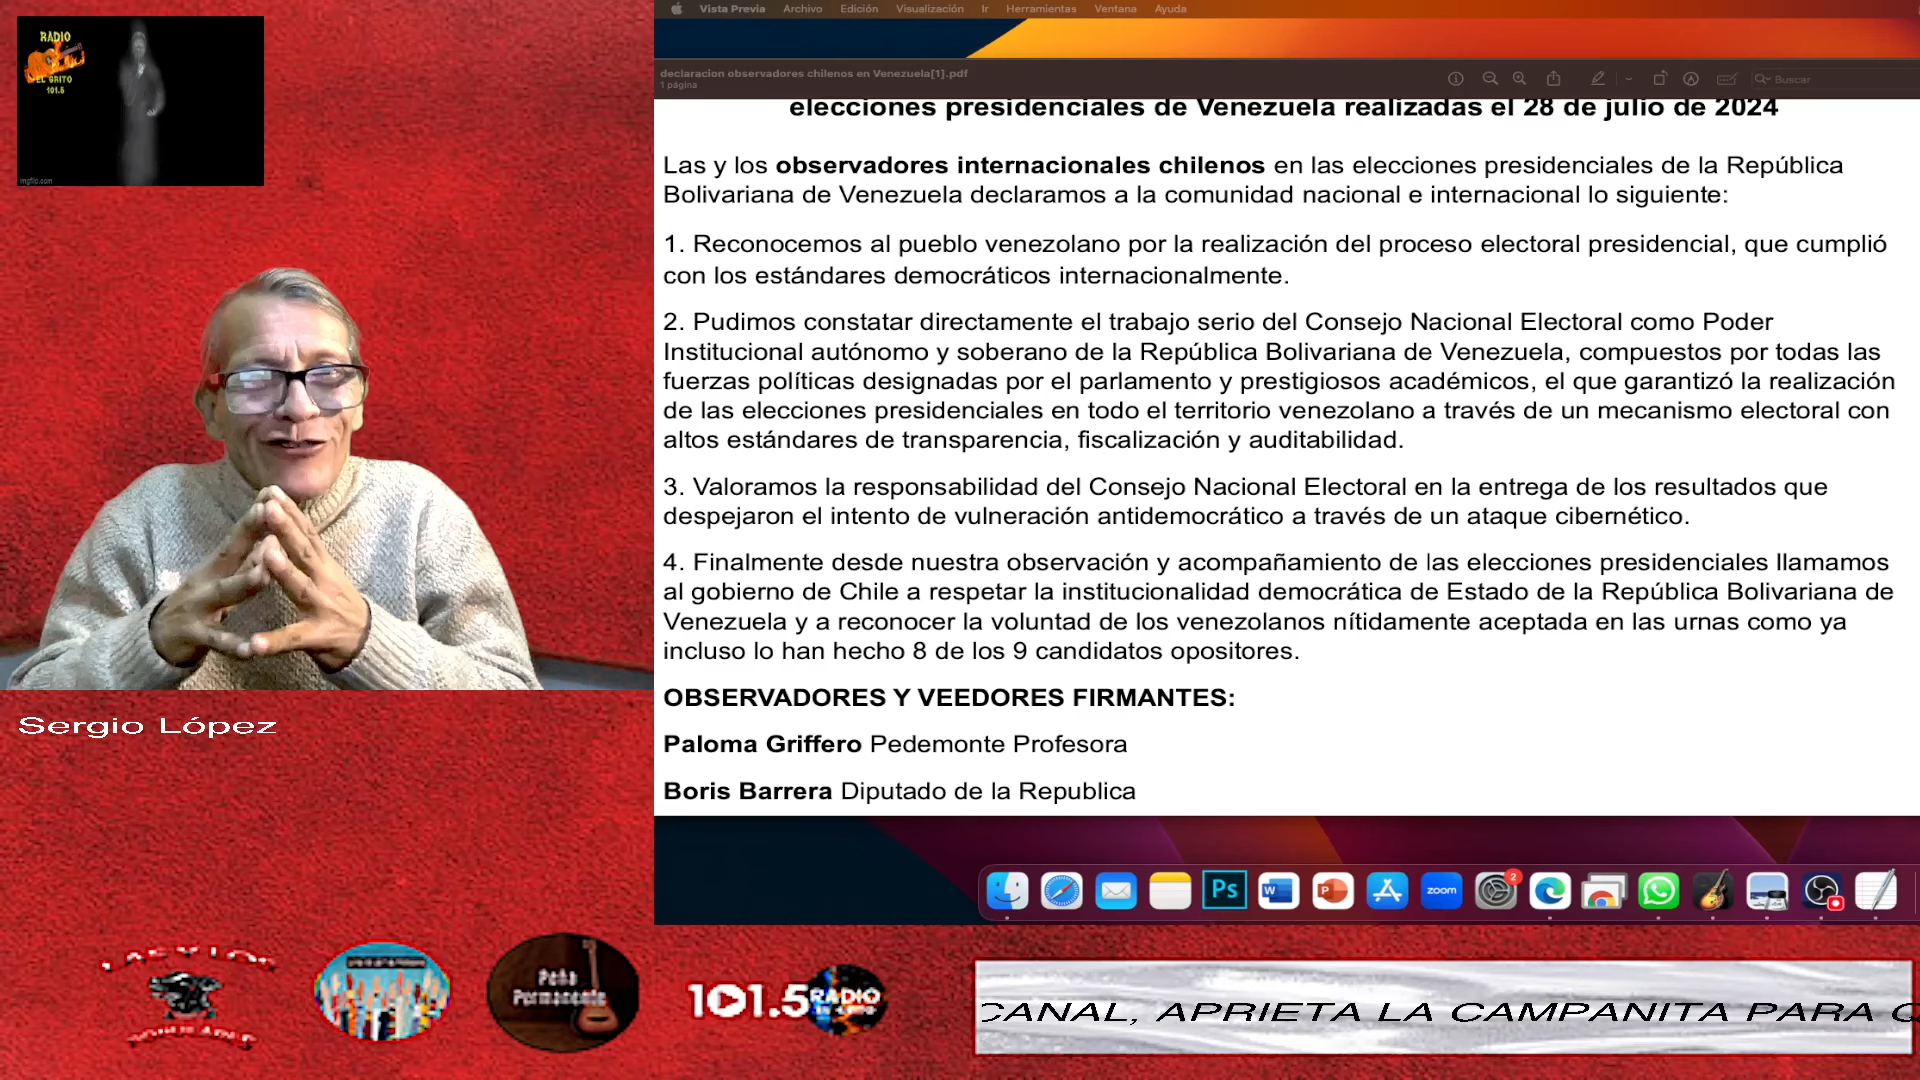 RADIO
EL GRITO
101.5
imgflip.com
Vista Previa Archivo Edición Visualización Ir Herramientas Ventana Ayuda
declaracion observadores chilenos en Venezuela[1].pdf
1 página
Buscar
elecciones presidenciales de Venezuela realizadas el 28 de julio de 2024
Las y los observadores internacionales chilenos en las elecciones presidenciales de la República
Bolivariana de Venezuela declaramos a la comunidad nacional e internacional lo siguiente:
1. Reconocemos al pueblo venezolano por la realización del proceso electoral presidencial, que cumplió
con los estándares democráticos internacionalmente.
2. Pudimos constatar directamente el trabajo serio del Consejo Nacional Electoral como Poder
Institucional autónomo y soberano de la República Bolivariana de Venezuela, compuestos por todas las
fuerzas políticas designadas por el parlamento y prestigiosos académicos, el que garantizó la realización
de las elecciones presidenciales en todo el territorio venezolano a través de un mecanismo electoral con
altos estándares de transparencia, fiscalización y auditabilidad.
3. Valoramos la responsabilidad del Consejo Nacional Electoral en la entrega de los resultados que
despejaron el intento de vulneración antidemocrático a través de un ataque cibernético.
4. Finalmente desde nuestra observación y acompañamiento de las elecciones presidenciales llamamos
al gobierno de Chile a respetar la institucionalidad democrática de Estado de la República Bolivariana de
Venezuela y a reconocer la voluntad de los venezolanos nítidamente aceptada en las urnas como ya
incluso lo han hecho 8 de los 9 candidatos opositores.
OBSERVADORES Y VEEDORES FIRMANTES:
Paloma Griffero Pedemonte Profesora
Boris Barrera Diputado de la Republica
Sergio López
Ps
W
P
zoom
2
Peña
Permanente
101.5 RADIO
CANAL, APRIETA LA CAMPANITA PARA